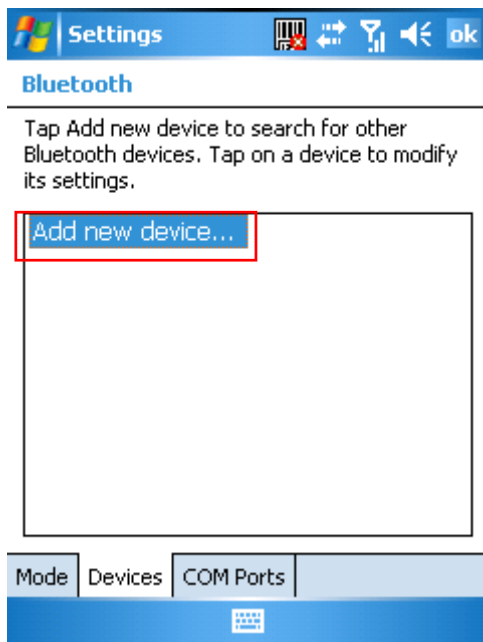 Settings ok
Bluetooth
Tap Add new device to search for other
Bluetooth devices. Tap on a device to modify
its settings.
Add new device...
Mode Devices COM Ports